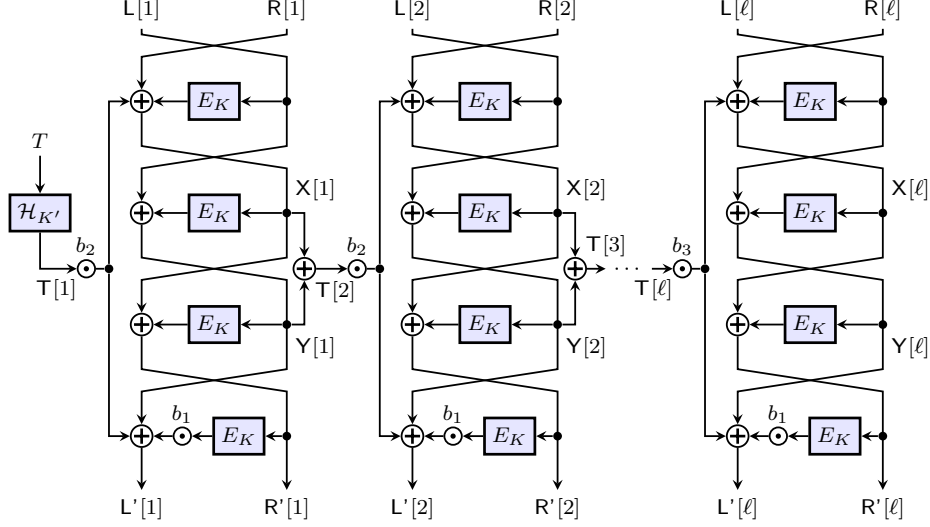 L[1] R[1] L[2] R[2] L[ℓ] R[ℓ]
E_K E_K E_K
T
X[1] X[2] X[ℓ]
H_{K'} E_K E_K E_K
b_2 b_2 T[3] b_3
· · ·
T[1] T[2] T[ℓ]
E_K E_K E_K
Y[1] Y[2] Y[ℓ]
b_1 b_1 b_1
E_K E_K E_K
L'[1] R'[1] L'[2] R'[2] L'[ℓ] R'[ℓ]